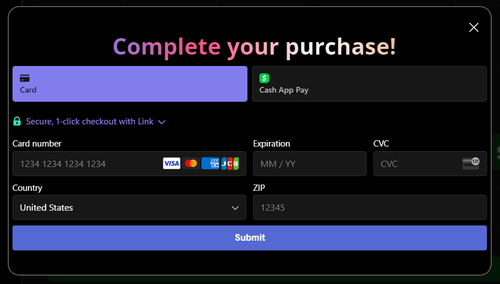 Complete your purchase!
Card
Cash App Pay
Secure, 1-click checkout with Link
Card number
Expiration
CVC
1234 1234 1234 1234
VISA
JCB
MM / YY
CVC
Country
ZIP
United States
12345
Submit